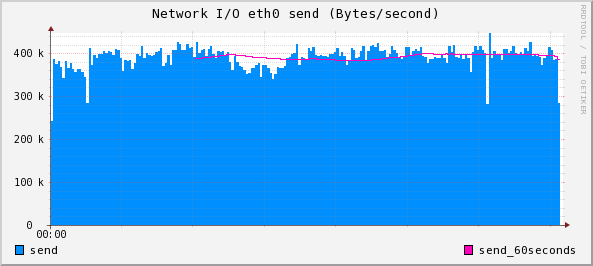 Network I/O eth0 send (Bytes/second)
RRDTOOL / TOBI OETIKER
400 k
300 k
200 k
100 k
0
00:00
send
send_60seconds